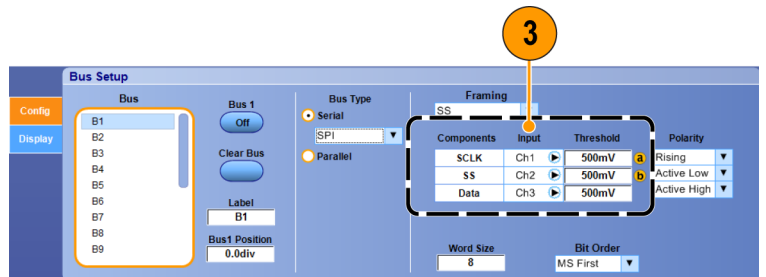 3
Bus Setup
Config
Display
Bus
B1
B2
B3
B4
B5
B6
B7
B8
B9
Bus 1
Off
Clear Bus
Label
B1
Bus1 Position
0.0div
Bus Type
Serial
SPI
Parallel
Framing
SS
Components Input Threshold Polarity
SCLK Ch1 500mV a Rising
SS Ch2 500mV b Active Low
Data Ch3 500mV Active High
Word Size Bit Order
8 MS First